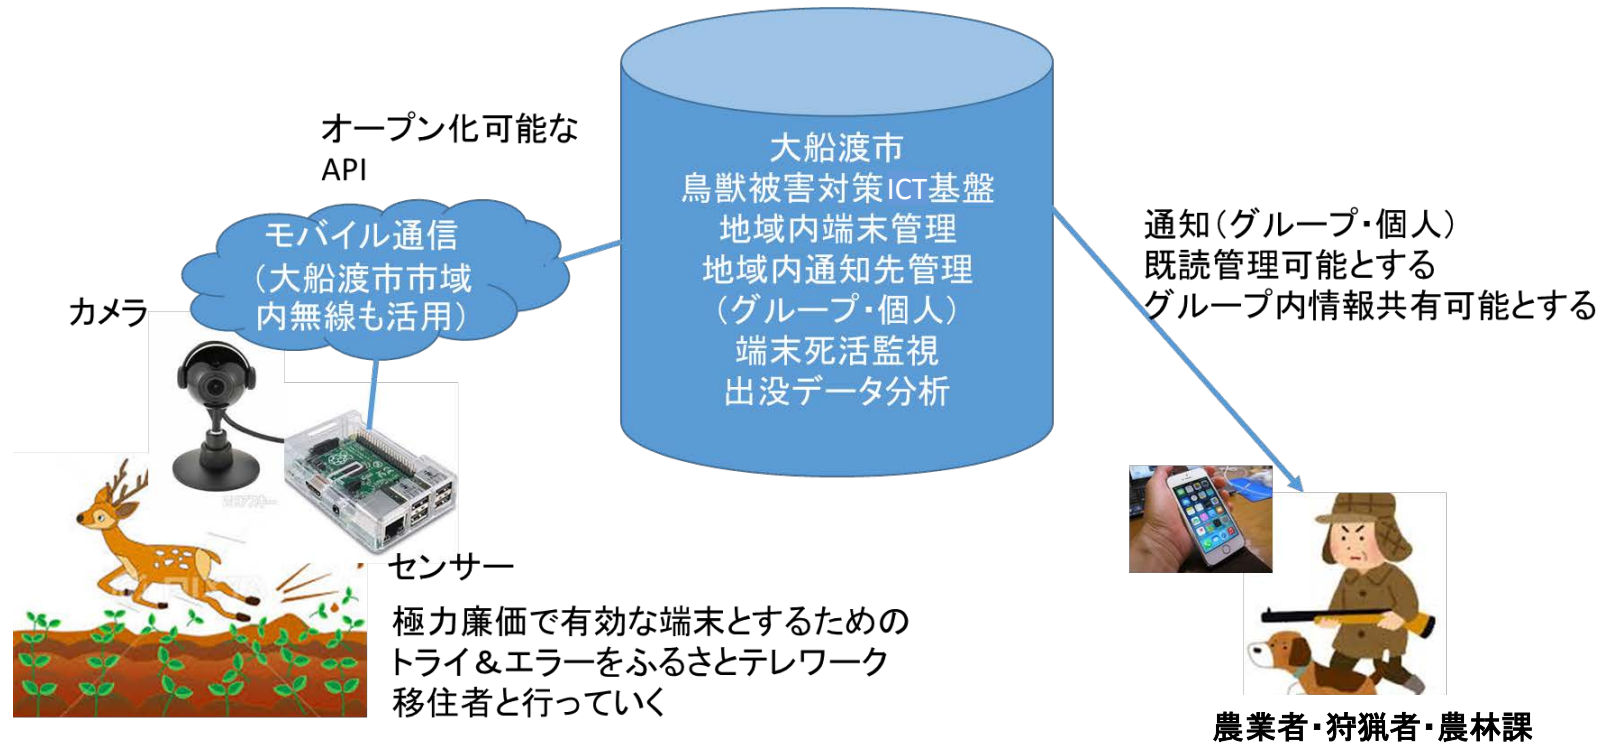 オープン化可能な
API
大船渡市
鳥獣被害対策ICT基盤
地域内端末管理
地域内通知先管理
（グループ・個人）
端末死活監視
出没データ分析
モバイル通信
（大船渡市市域
内無線も活用）
通知（グループ・個人）
既読管理可能とする
グループ内情報共有可能とする
カメラ
センサー
極力廉価で有効な端末とするための
トライ＆エラーをふるさとテレワーク
移住者と行っていく
農業者・狩猟者・農林課